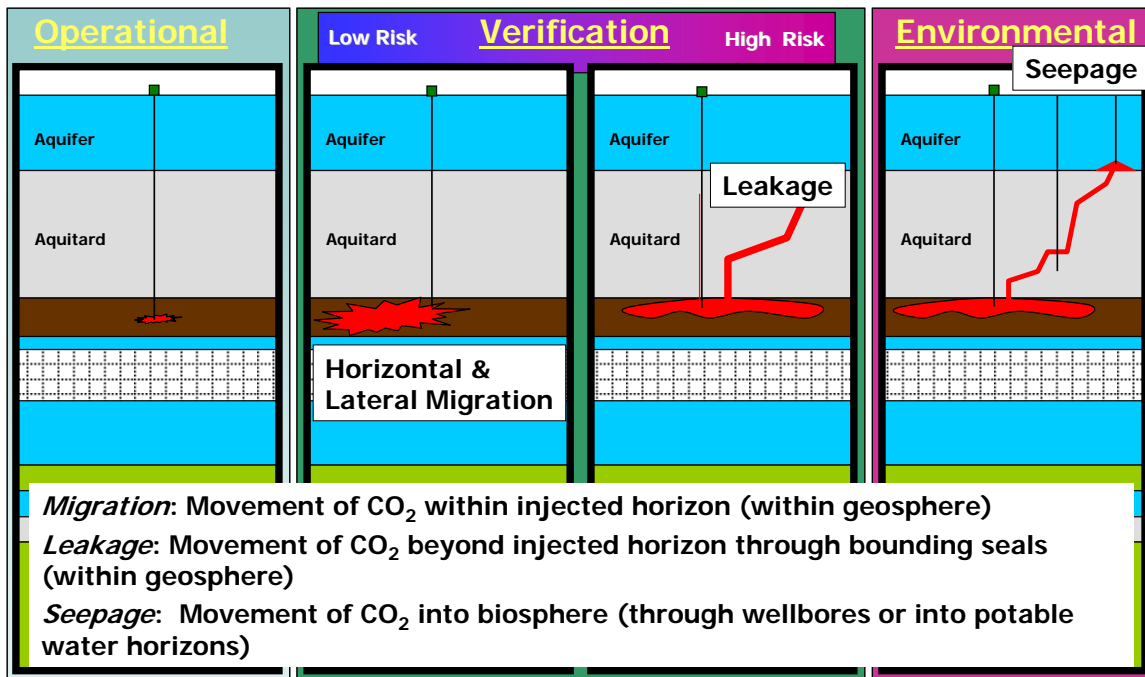 Operational
Low Risk
Verification
High Risk
Environmental
Seepage
Aquifer
Aquifer
Aquifer
Aquifer
Leakage
Aquitard
Aquitard
Aquitard
Aquitard
Horizontal &
Lateral Migration
Migration: Movement of CO₂ within injected horizon (within geosphere)
Leakage: Movement of CO₂ beyond injected horizon through bounding seals
(within geosphere)
Seepage: Movement of CO₂ into biosphere (through wellbores or into potable
water horizons)